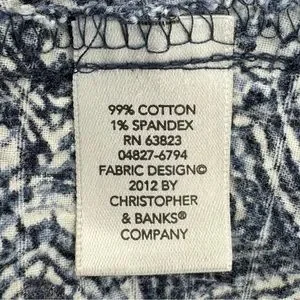 99% COTTON
1% SPANDEX
RN 63823
04827-6794
FABRIC DESIGN©
2012 BY
CHRISTOPHER
& BANKS®
COMPANY